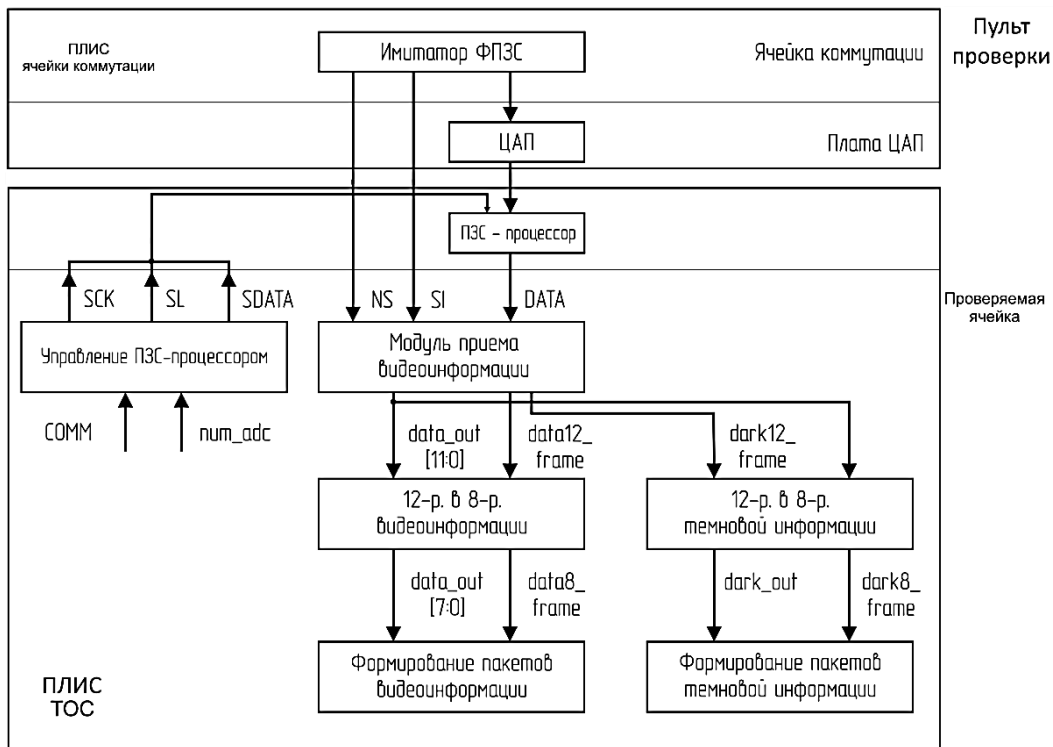 ПЛИС
ячейки коммутации
Имитатор ФПЗС
Ячейка коммутации
Пульт
проверки
ЦАП
Плата ЦАП
ПЗС - процессор
SCK
SL
SDATA
NS
SI
DATA
Проверяемая
ячейка
Управление ПЗС-процессором
Модуль приема
видеоинформации
COMM
num_adc
data_out
[11:0]
data12_
frame
dark12_
frame
12-р. в 8-р.
видеоинформации
12-р. в 8-р.
темновой информации
data_out
[7:0]
data8_
frame
dark_out
dark8_
frame
Формирование пакетов
видеоинформации
Формирование пакетов
темновой информации
ПЛИС
ТОС